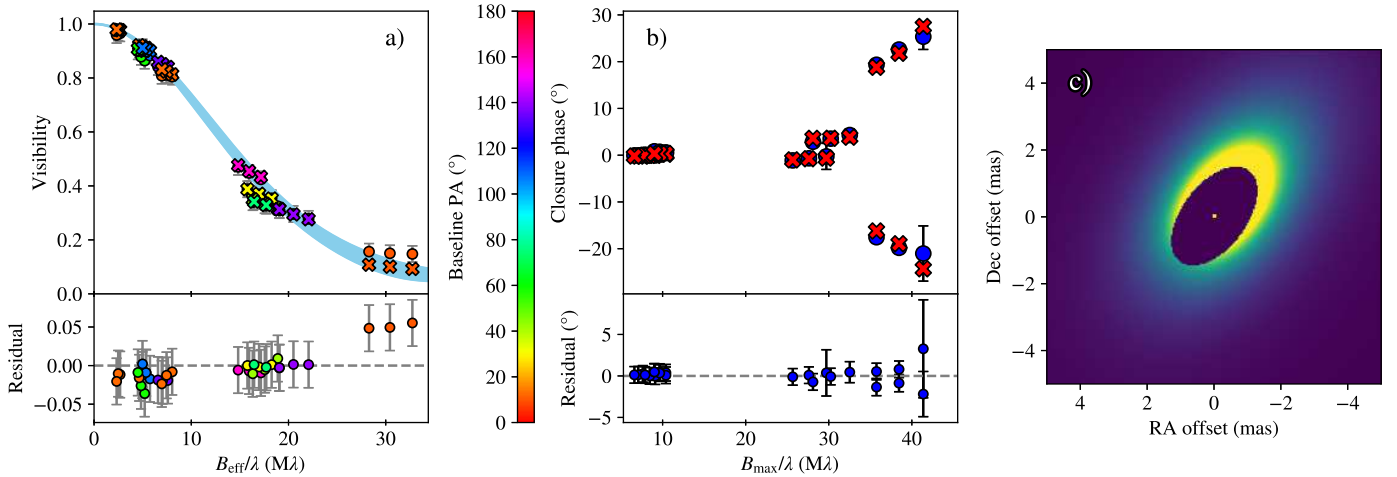 a)
1.0
0.8
0.6
0.4
0.2
0.0
Visibility
0.05
0.00
−0.05
Residual
0 10 20 30
B_eff/λ (Mλ)
180
160
140
120
100
80
60
40
20
0
Baseline PA (°)
b)
30
20
10
0
−10
−20
Closure phase (°)
5
0
−5
Residual (°)
10 20 30 40
B_max/λ (Mλ)
c)
4
2
0
−2
−4
Dec offset (mas)
4 2 0 −2 −4
RA offset (mas)